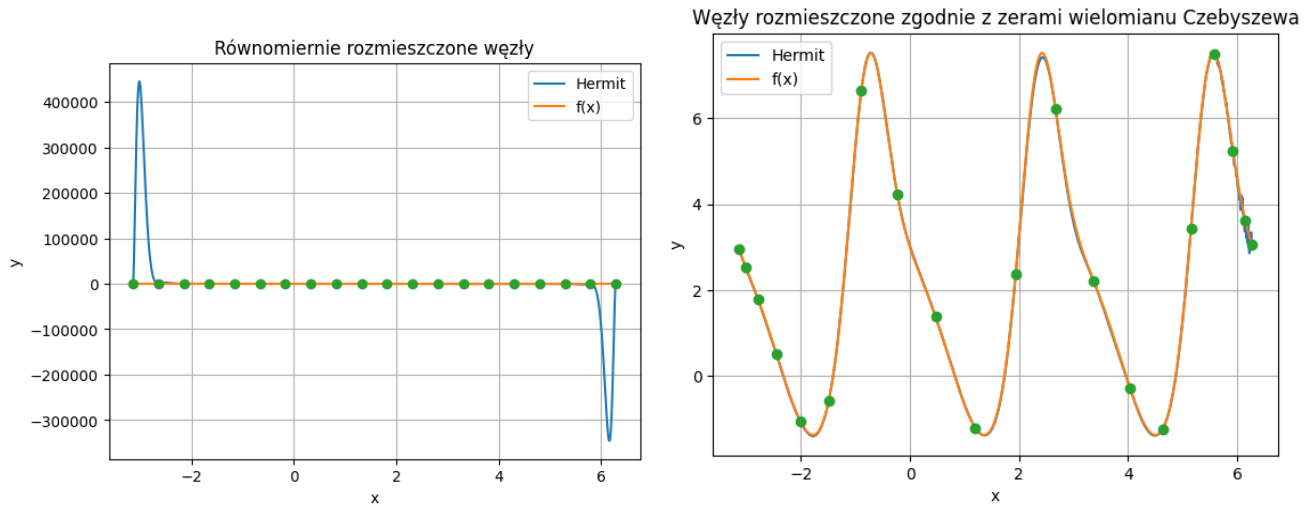 Równomiernie rozmieszczone węzły
Hermit
f(x)
400000
300000
200000
100000
0
−100000
−200000
−300000
y
−2
0
2
4
6
x
Węzły rozmieszczone zgodnie z zerami wielomianu Czebyszewa
Hermit
f(x)
6
4
2
0
y
−2
0
2
4
6
x